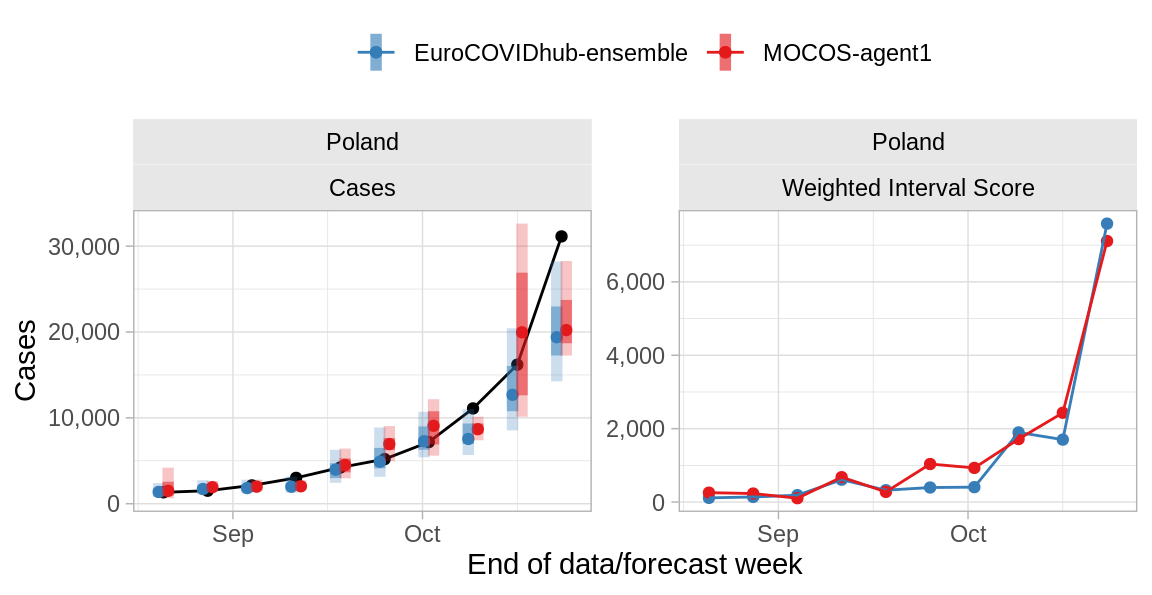 EuroCOVIDhub-ensemble MOCOS-agent1
Poland
Cases
30,000
20,000
10,000
0
Cases
Sep Oct
Poland
Weighted Interval Score
6,000
4,000
2,000
0
Sep Oct
End of data/forecast week